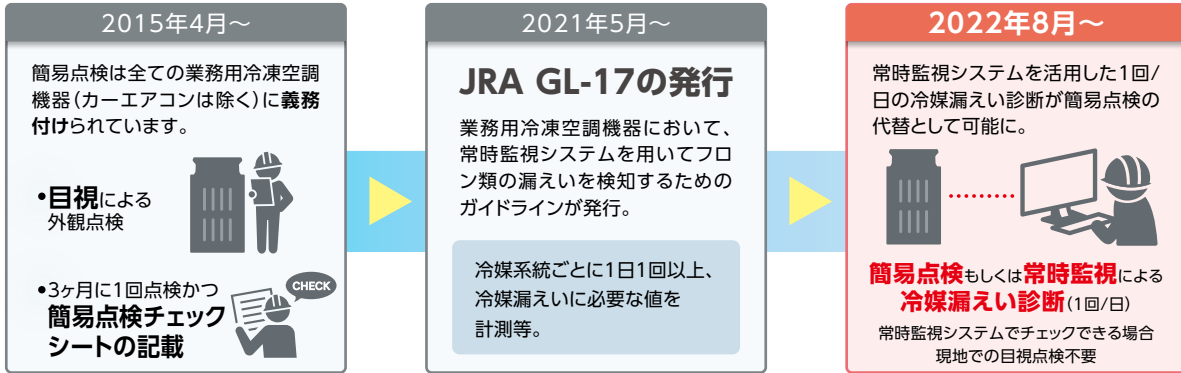 2015年4月～
簡易点検は全ての業務用冷凍空調
機器（カーエアコンは除く）に義務
付けられています。
•目視による
外観点検
•3ヶ月に1回点検かつ
簡易点検チェック
シートの記載
CHECK
2021年5月～
JRA GL-17の発行
業務用冷凍空調機器において、
常時監視システムを用いてフロ
ン類の漏えいを検知するための
ガイドラインが発行。
冷媒系統ごとに1日1回以上、
冷媒漏えいに必要な値を
計測等。
2022年8月～
常時監視システムを活用した1回/
日の冷媒漏えい診断が簡易点検の
代替として可能に。
簡易点検もしくは常時監視による
冷媒漏えい診断（1回/日）
常時監視システムでチェックできる場合
現地での目視点検不要